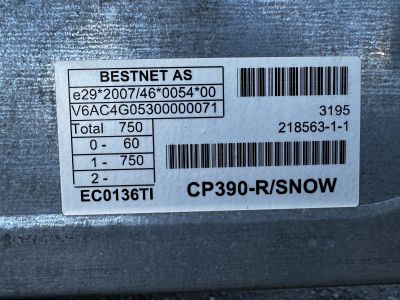 BESTNET AS
e29*2007/46*0054*00
V6AC4G05300000071
Total 750
0 - 60
1 - 750
2 -
EC0136TI
3195
218563-1-1
CP390-R/SNOW